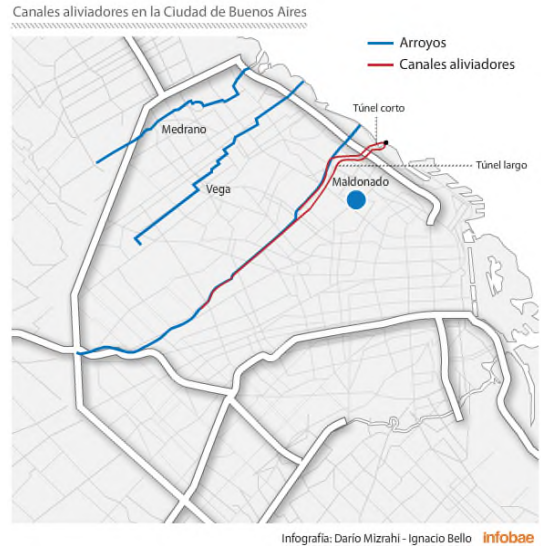 Canales aliviadores en la Ciudad de Buenos Aires
Arroyos
Canales aliviadores
Túnel corto
Medrano
Túnel largo
Vega
Maldonado
Infografía: Darío Mizrahi - Ignacio Bello infobae